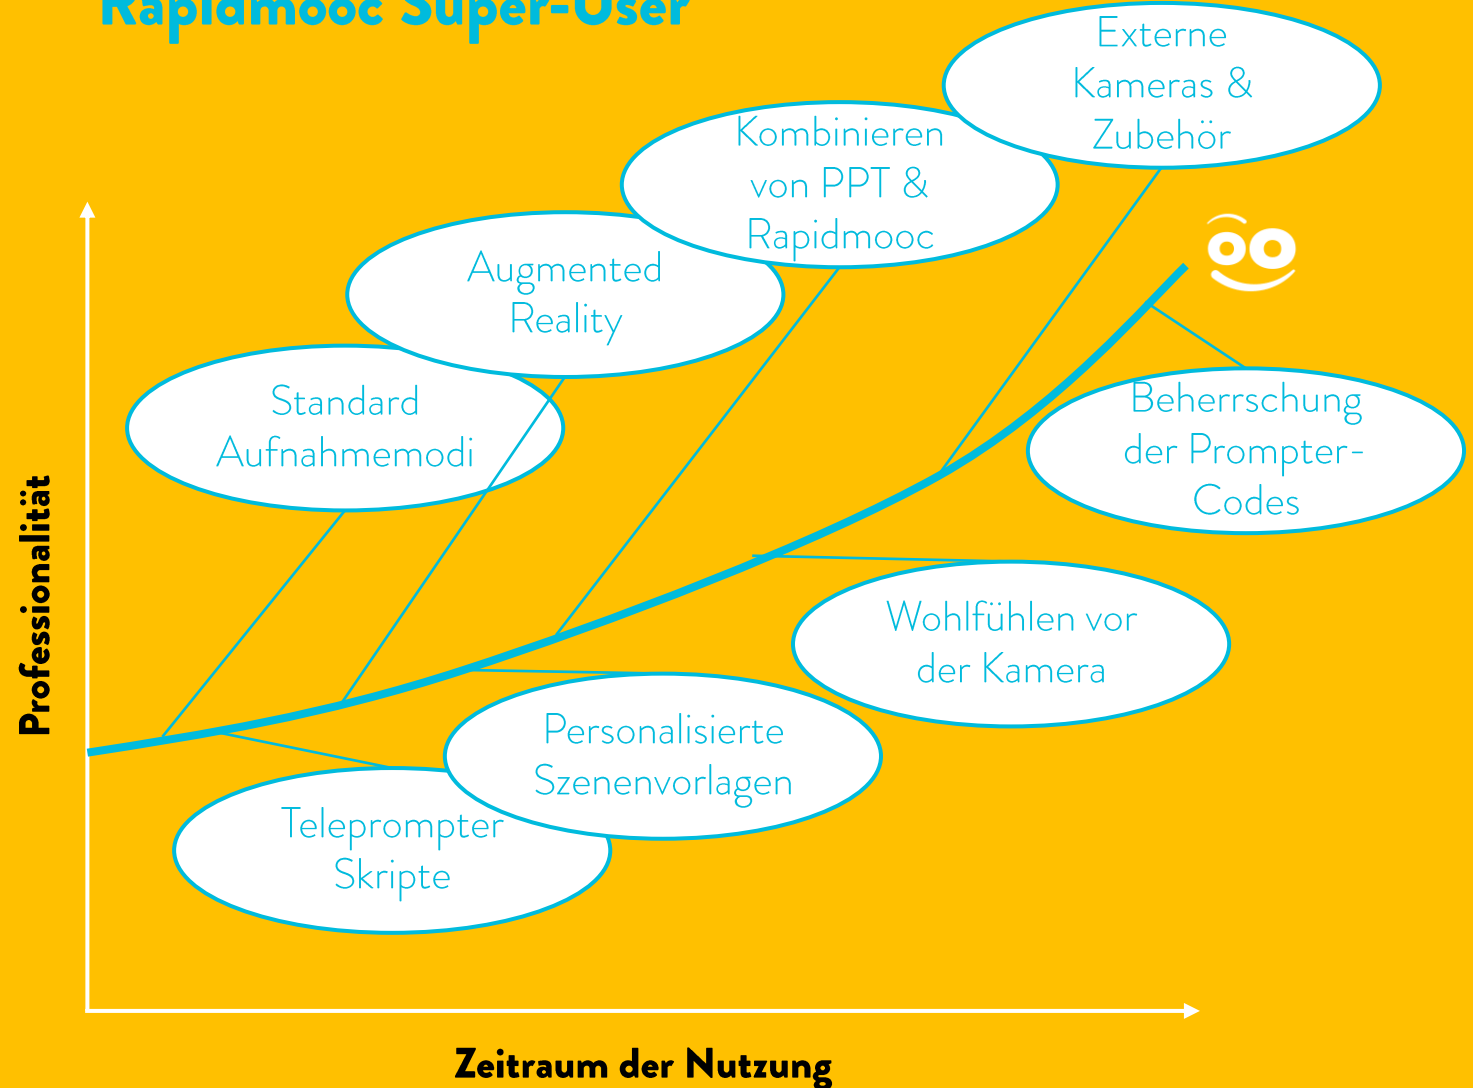 Rapidmooc Super-User
Externe
Kameras &
Zubehör
Kombinieren
von PPT &
Rapidmooc
Augmented
Reality
Standard
Aufnahmemodi
Beherrschung
der Prompter-
Codes
Wohlfühlen vor
der Kamera
Personalisierte
Szenenvorlagen
Teleprompter
Skripte
Professionalität
Zeitraum der Nutzung